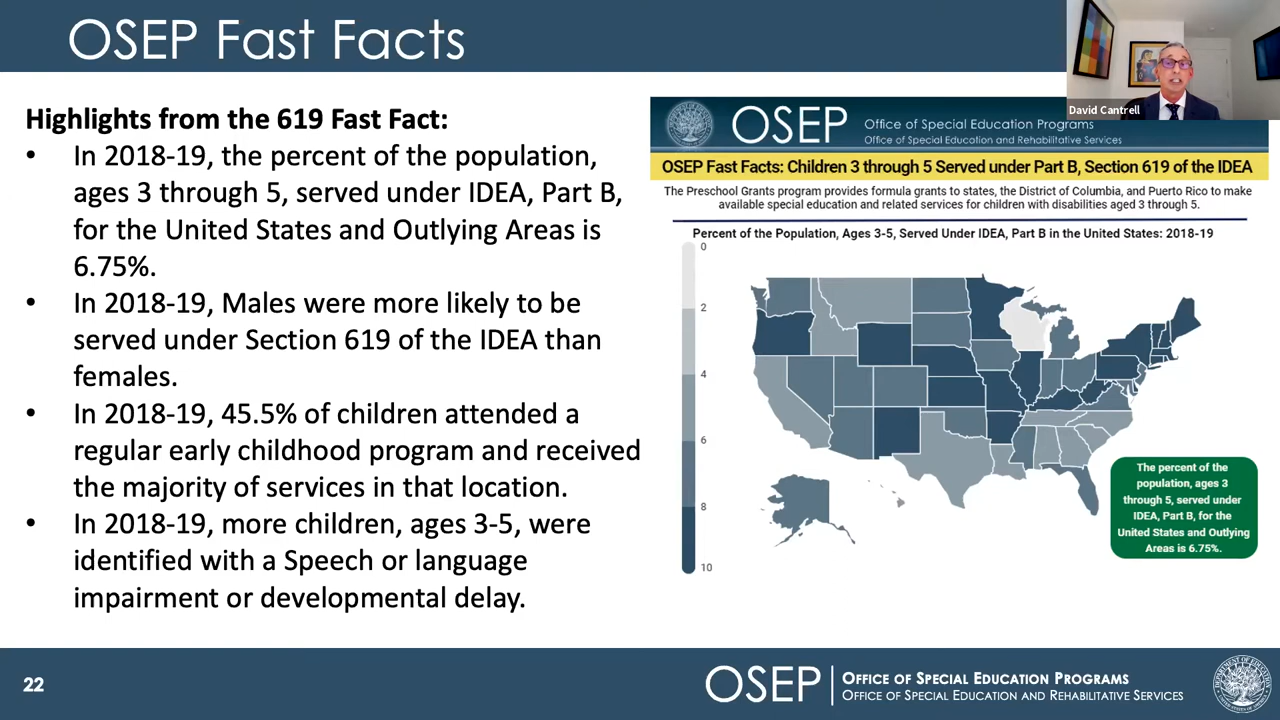 OSEP Fast Facts
David Cantrell
Highlights from the 619 Fast Fact:
• In 2018-19, the percent of the population,
ages 3 through 5, served under IDEA, Part B,
for the United States and Outlying Areas is
6.75%.
• In 2018-19, Males were more likely to be
served under Section 619 of the IDEA than
females.
• In 2018-19, 45.5% of children attended a
regular early childhood program and received
the majority of services in that location.
• In 2018-19, more children, ages 3-5, were
identified with a Speech or language
impairment or developmental delay.
OSEP
Office of Special Education Programs
Office of Special Education and Rehabilitative Services
OSEP Fast Facts: Children 3 through 5 Served under Part B, Section 619 of the IDEA
The Preschool Grants program provides formula grants to states, the District of Columbia, and Puerto Rico to make
available special education and related services for children with disabilities aged 3 through 5.
Percent of the Population, Ages 3-5, Served Under IDEA, Part B in the United States: 2018-19
0
2
4
6
8
10
The percent of the
population, ages 3
through 5, served under
IDEA, Part B, for the
United States and Outlying
Areas is 6.75%.
22
OSEP
OFFICE OF SPECIAL EDUCATION PROGRAMS
OFFICE OF SPECIAL EDUCATION AND REHABILITATIVE SERVICES